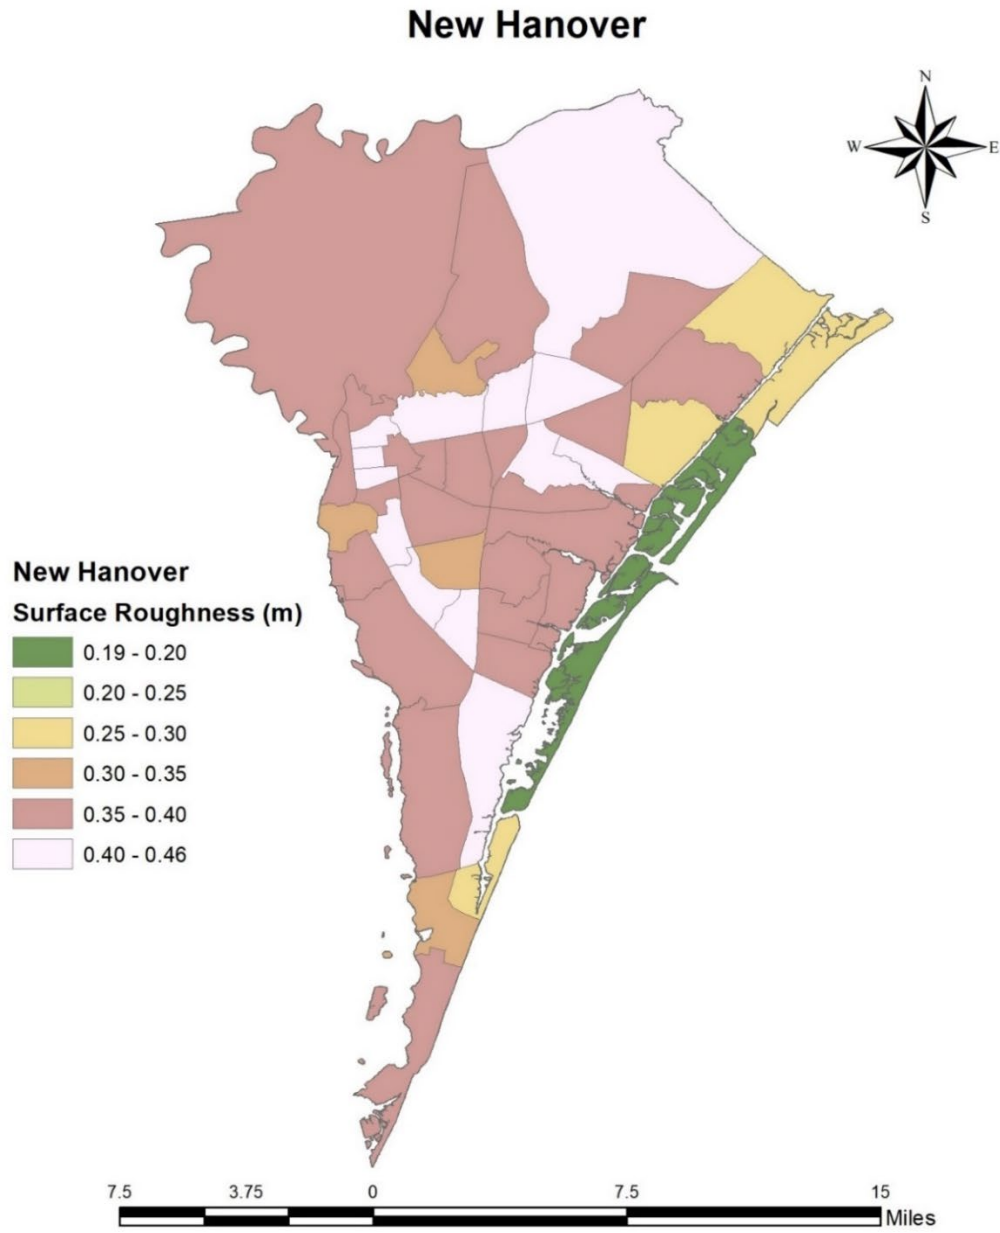 New Hanover
N
W E
S
New Hanover
Surface Roughness (m)
0.19 - 0.20
0.20 - 0.25
0.25 - 0.30
0.30 - 0.35
0.35 - 0.40
0.40 - 0.46
7.5 3.75 0 7.5 15
Miles